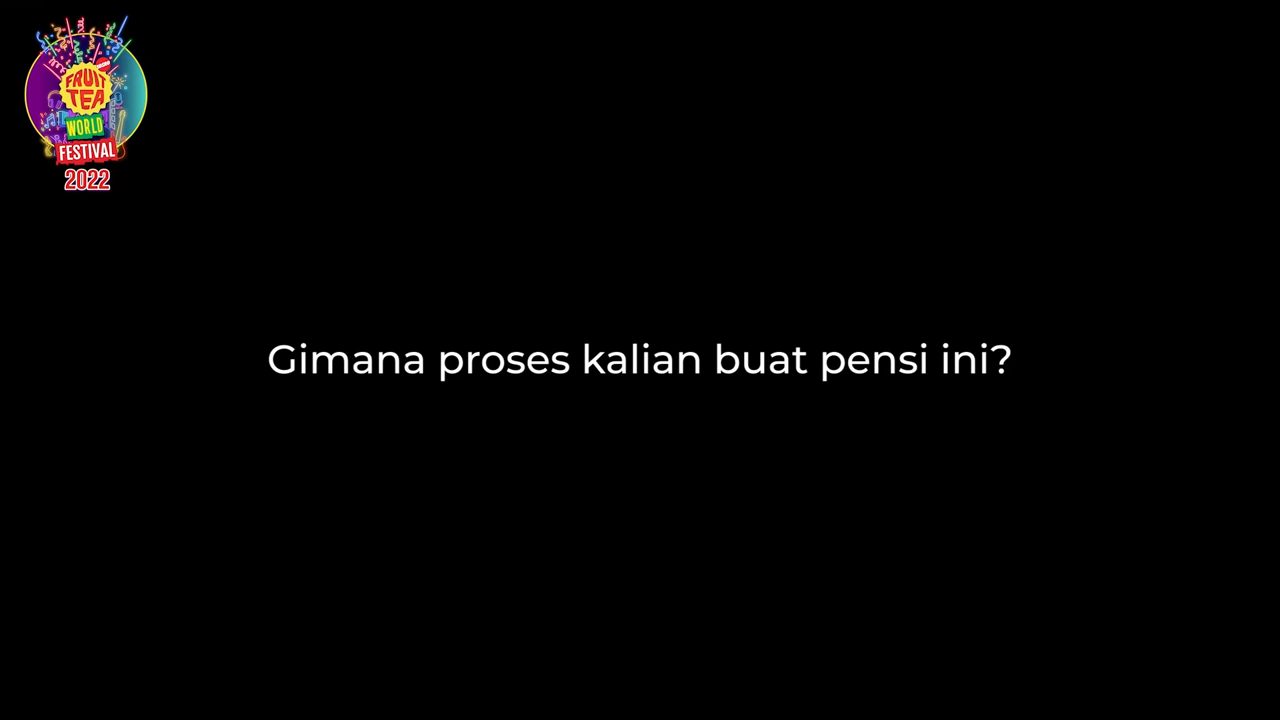 FRUIT
TEA
WORLD
FESTIVAL
2022
Gimana proses kalian buat pensi ini?